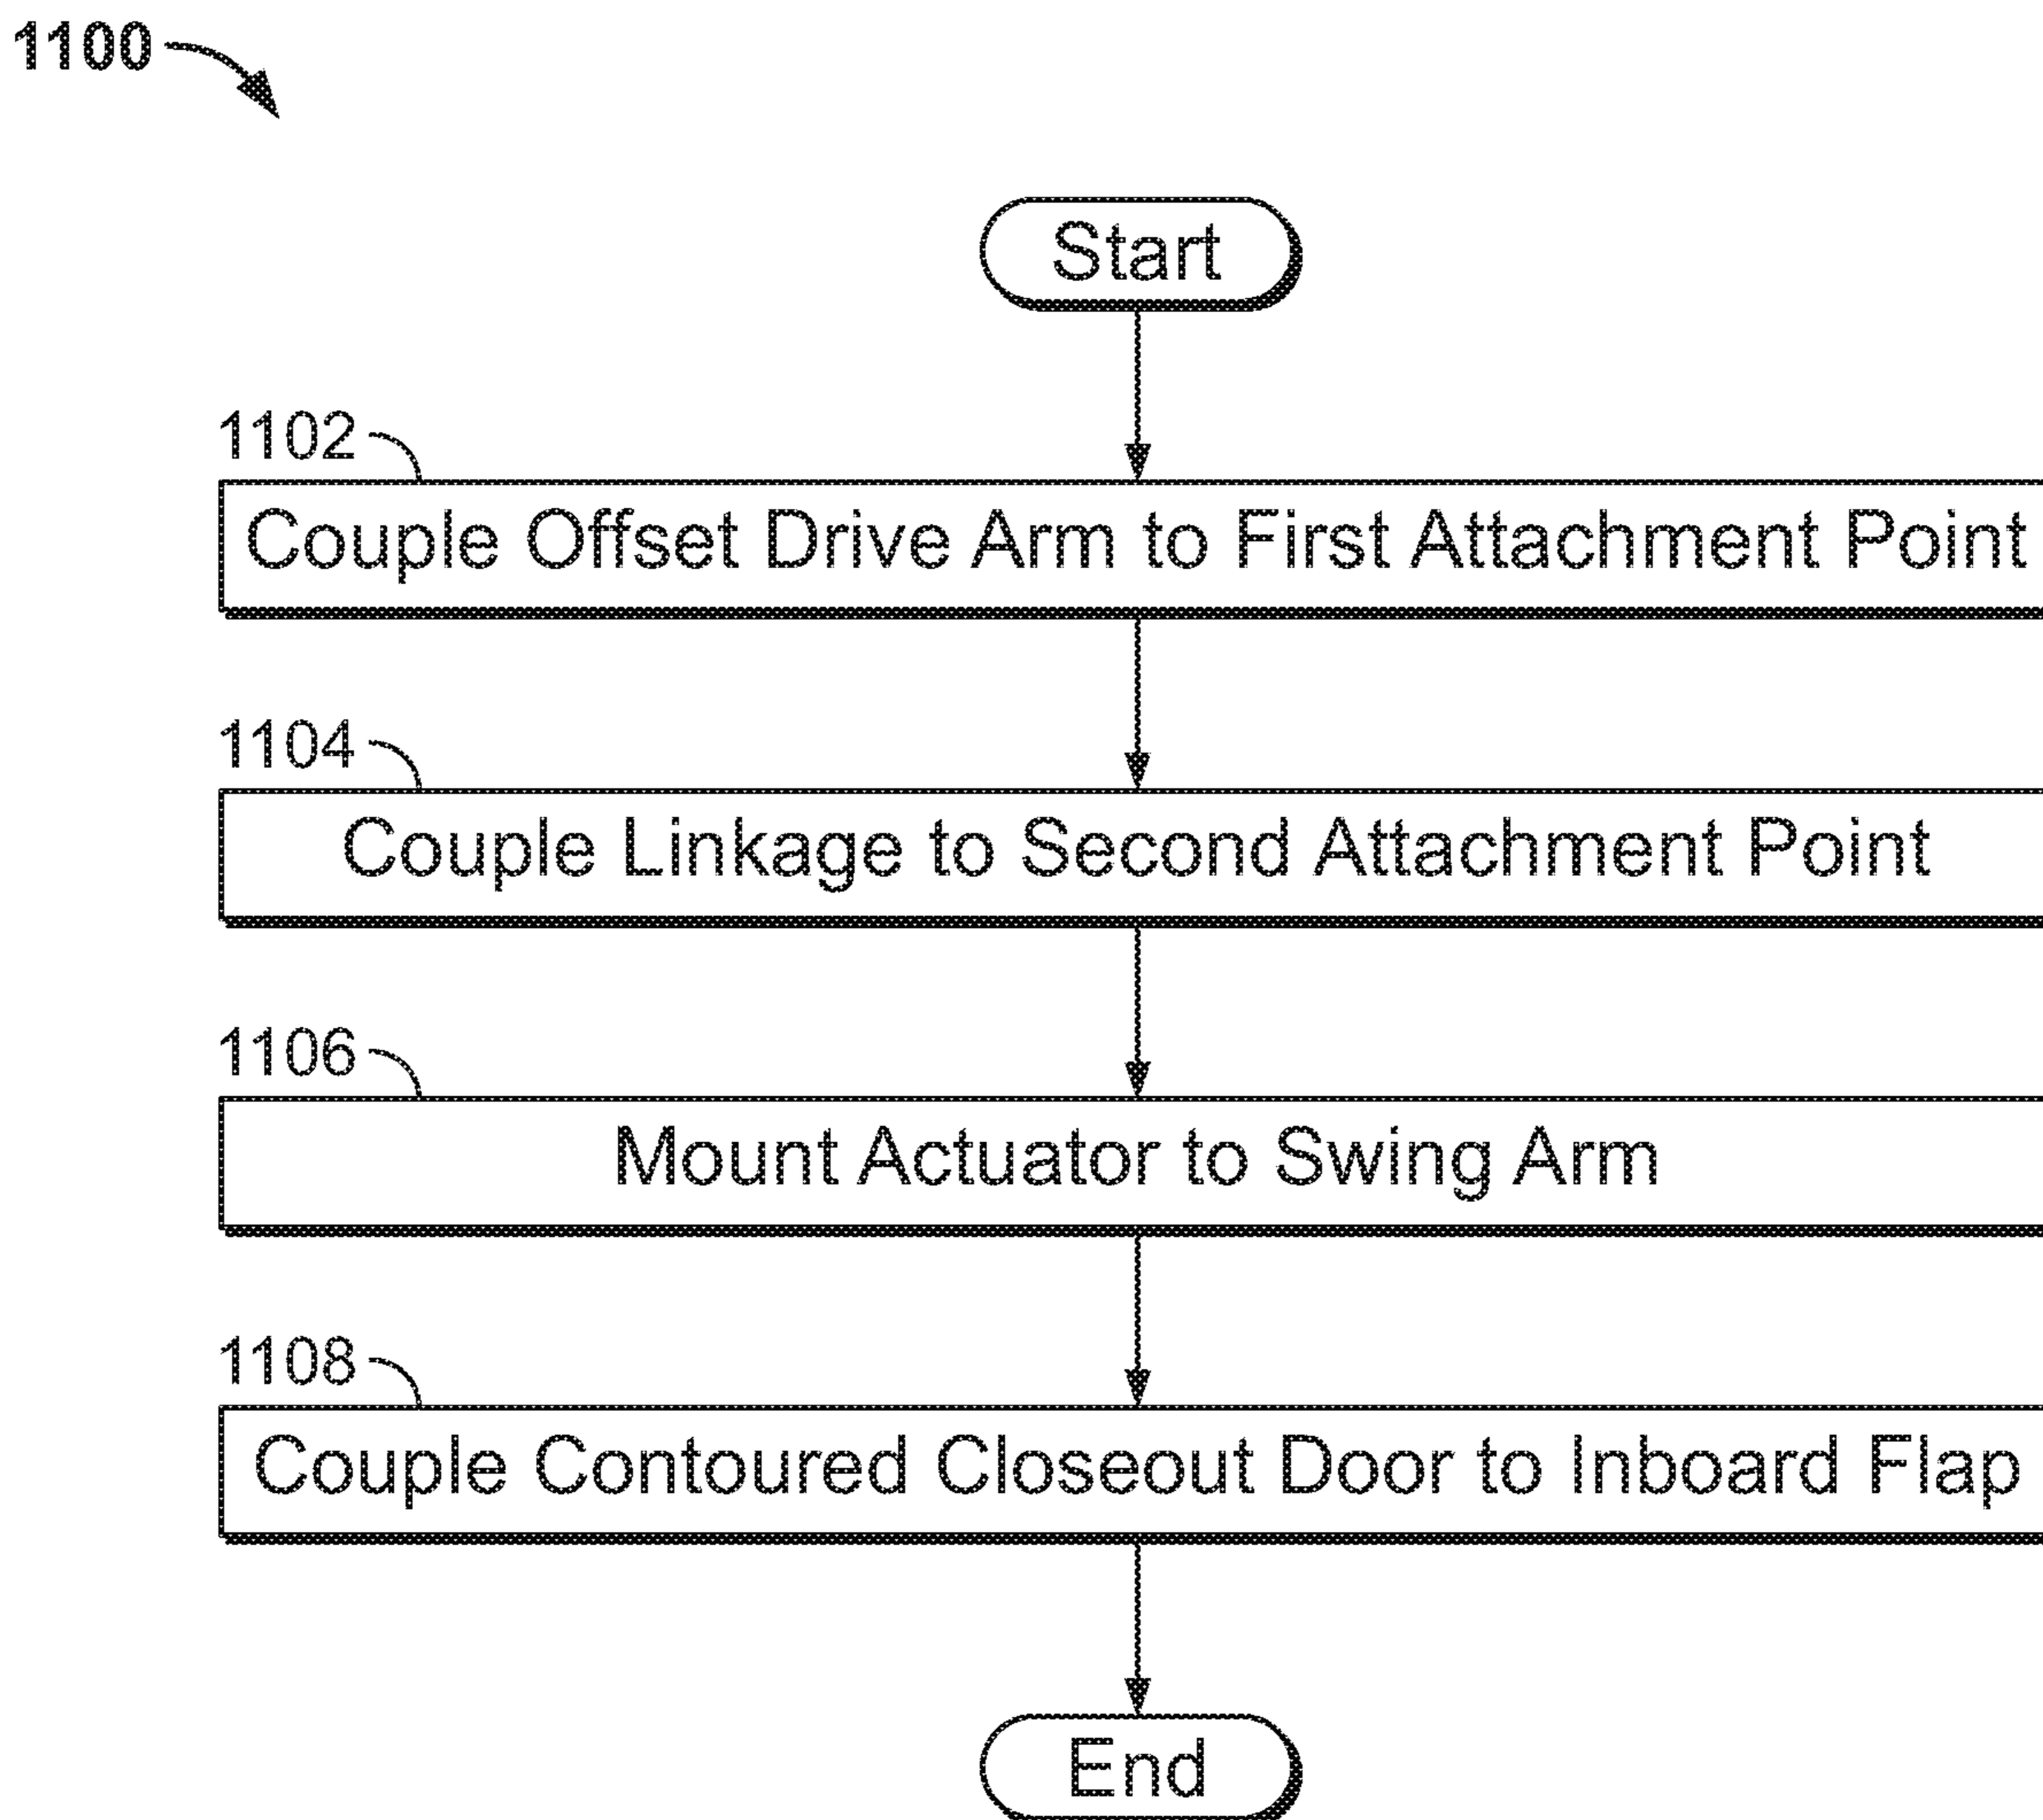 1100
Start
1102
Couple Offset Drive Arm to First Attachment Point
1104
Couple Linkage to Second Attachment Point
1106
Mount Actuator to Swing Arm
1108
Couple Contoured Closeout Door to Inboard Flap
End